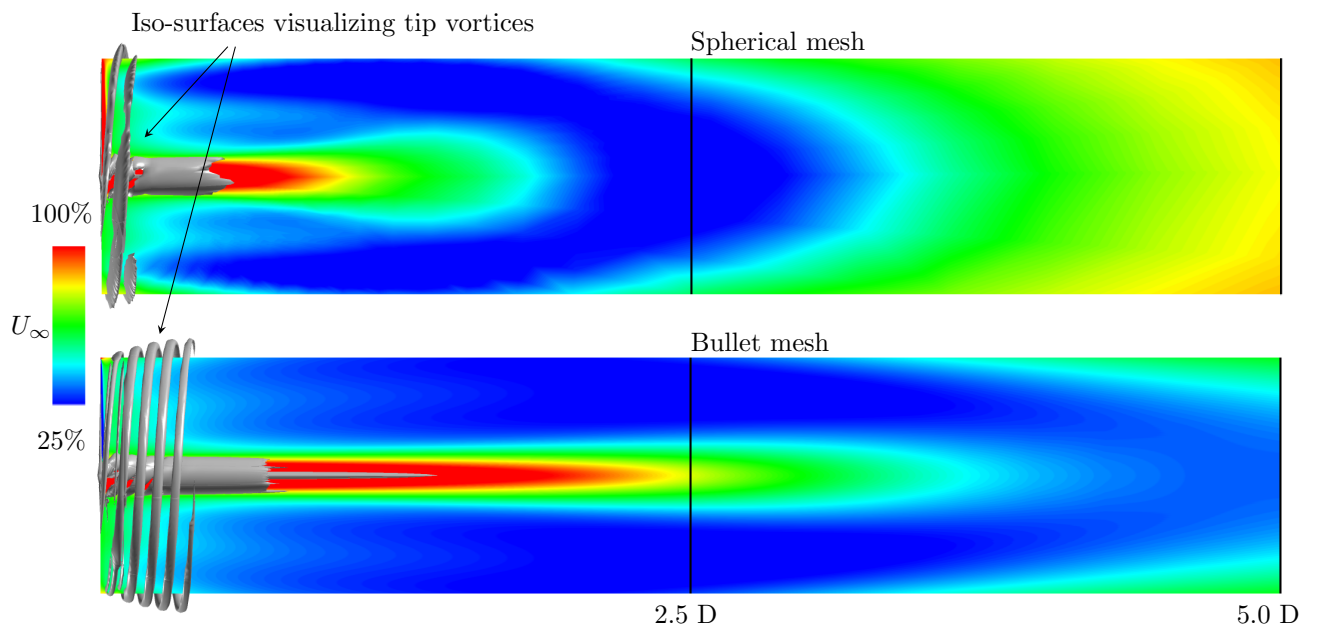 Iso-surfaces visualizing tip vortices
Spherical mesh
100%
U∞
25%
Bullet mesh
2.5 D
5.0 D